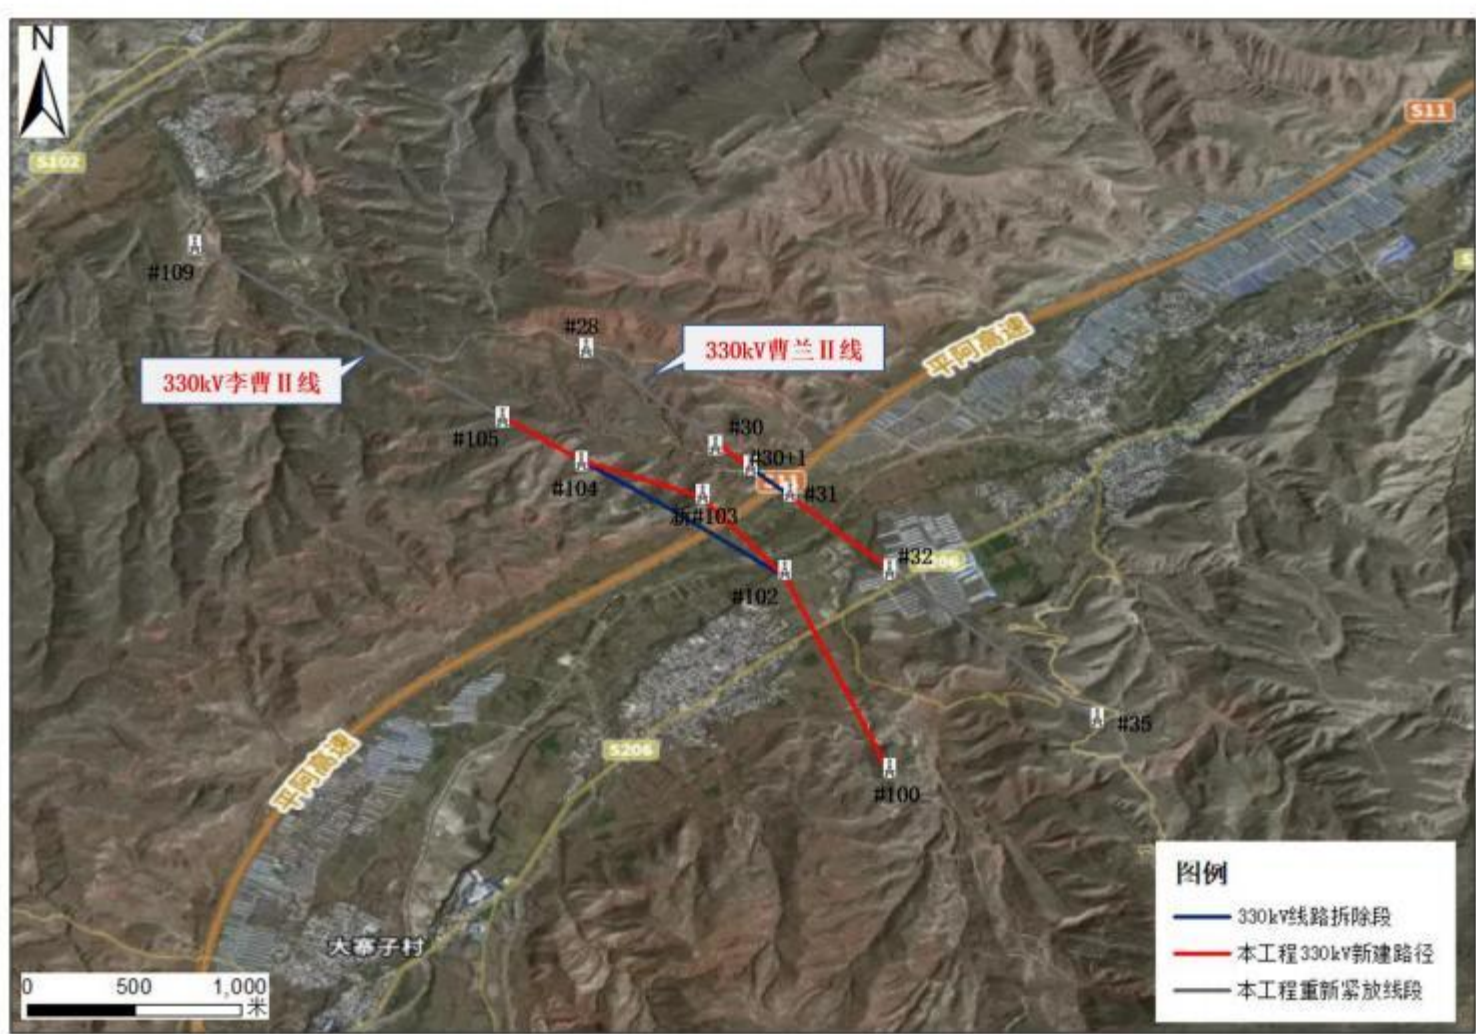 N
S11
S102
#109
#28
330kV曹兰Ⅱ线
平阿高速
330kV李曹Ⅱ线
#105
#30
#30+1
#104
S11
#31
新#103
#32
#102
S206
#35
#100
平阿高速
大寨子村
0 500 1,000
米
图例
330kV线路拆除段
本工程330kV新建路径
本工程重新紧放线段